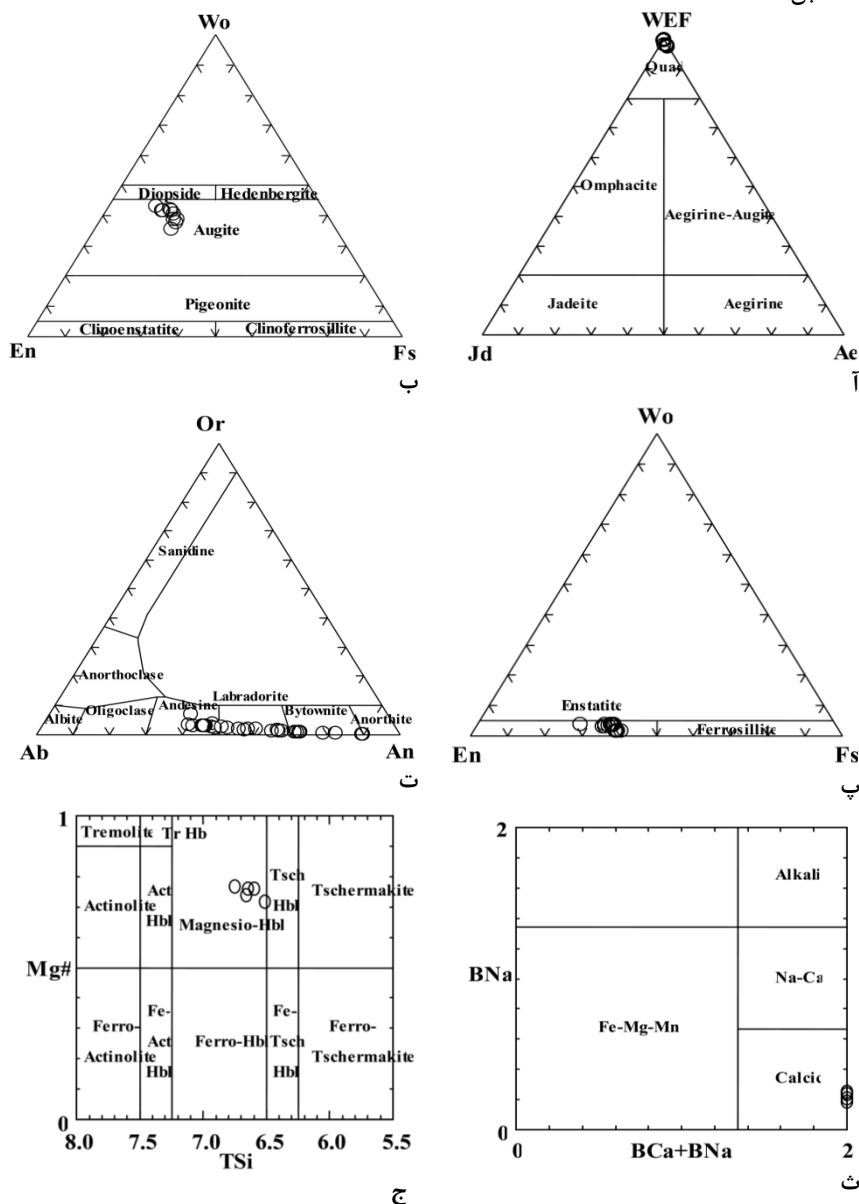 Wo
Diopside Hedenbergite
Augite
Pigeonite
Clinoenstatite Clinoferrosillite
En Fs
ب
WEF
Quad
Omphacite
Aegirine-Augite
Jadeite Aegirine
Jd Ae
آ
Or
Sanidine
Anorthoclase
Albite Oligoclase Andesine Labradorite Bytownite Anorthite
Ab An
ت
Wo
Enstatite
Ferrosillite
En Fs
پ
1
Tremolite Tr Hb
Actinolite
Act
Hbl
Magnesio-Hbl
Tsch
Hbl
Tschermakite
Mg#
Ferro-
Actinolite
Fe-
Act
Hbl
Ferro-Hbl
Fe-
Tsch
Hbl
Ferro-
Tschermakite
0
8.0 7.5 7.0 6.5 6.0 5.5
TSi
ج
2
Alkali
BNa
Na-Ca
Fe-Mg-Mn
Calcic
0
0 BCa+BNa 2
ث